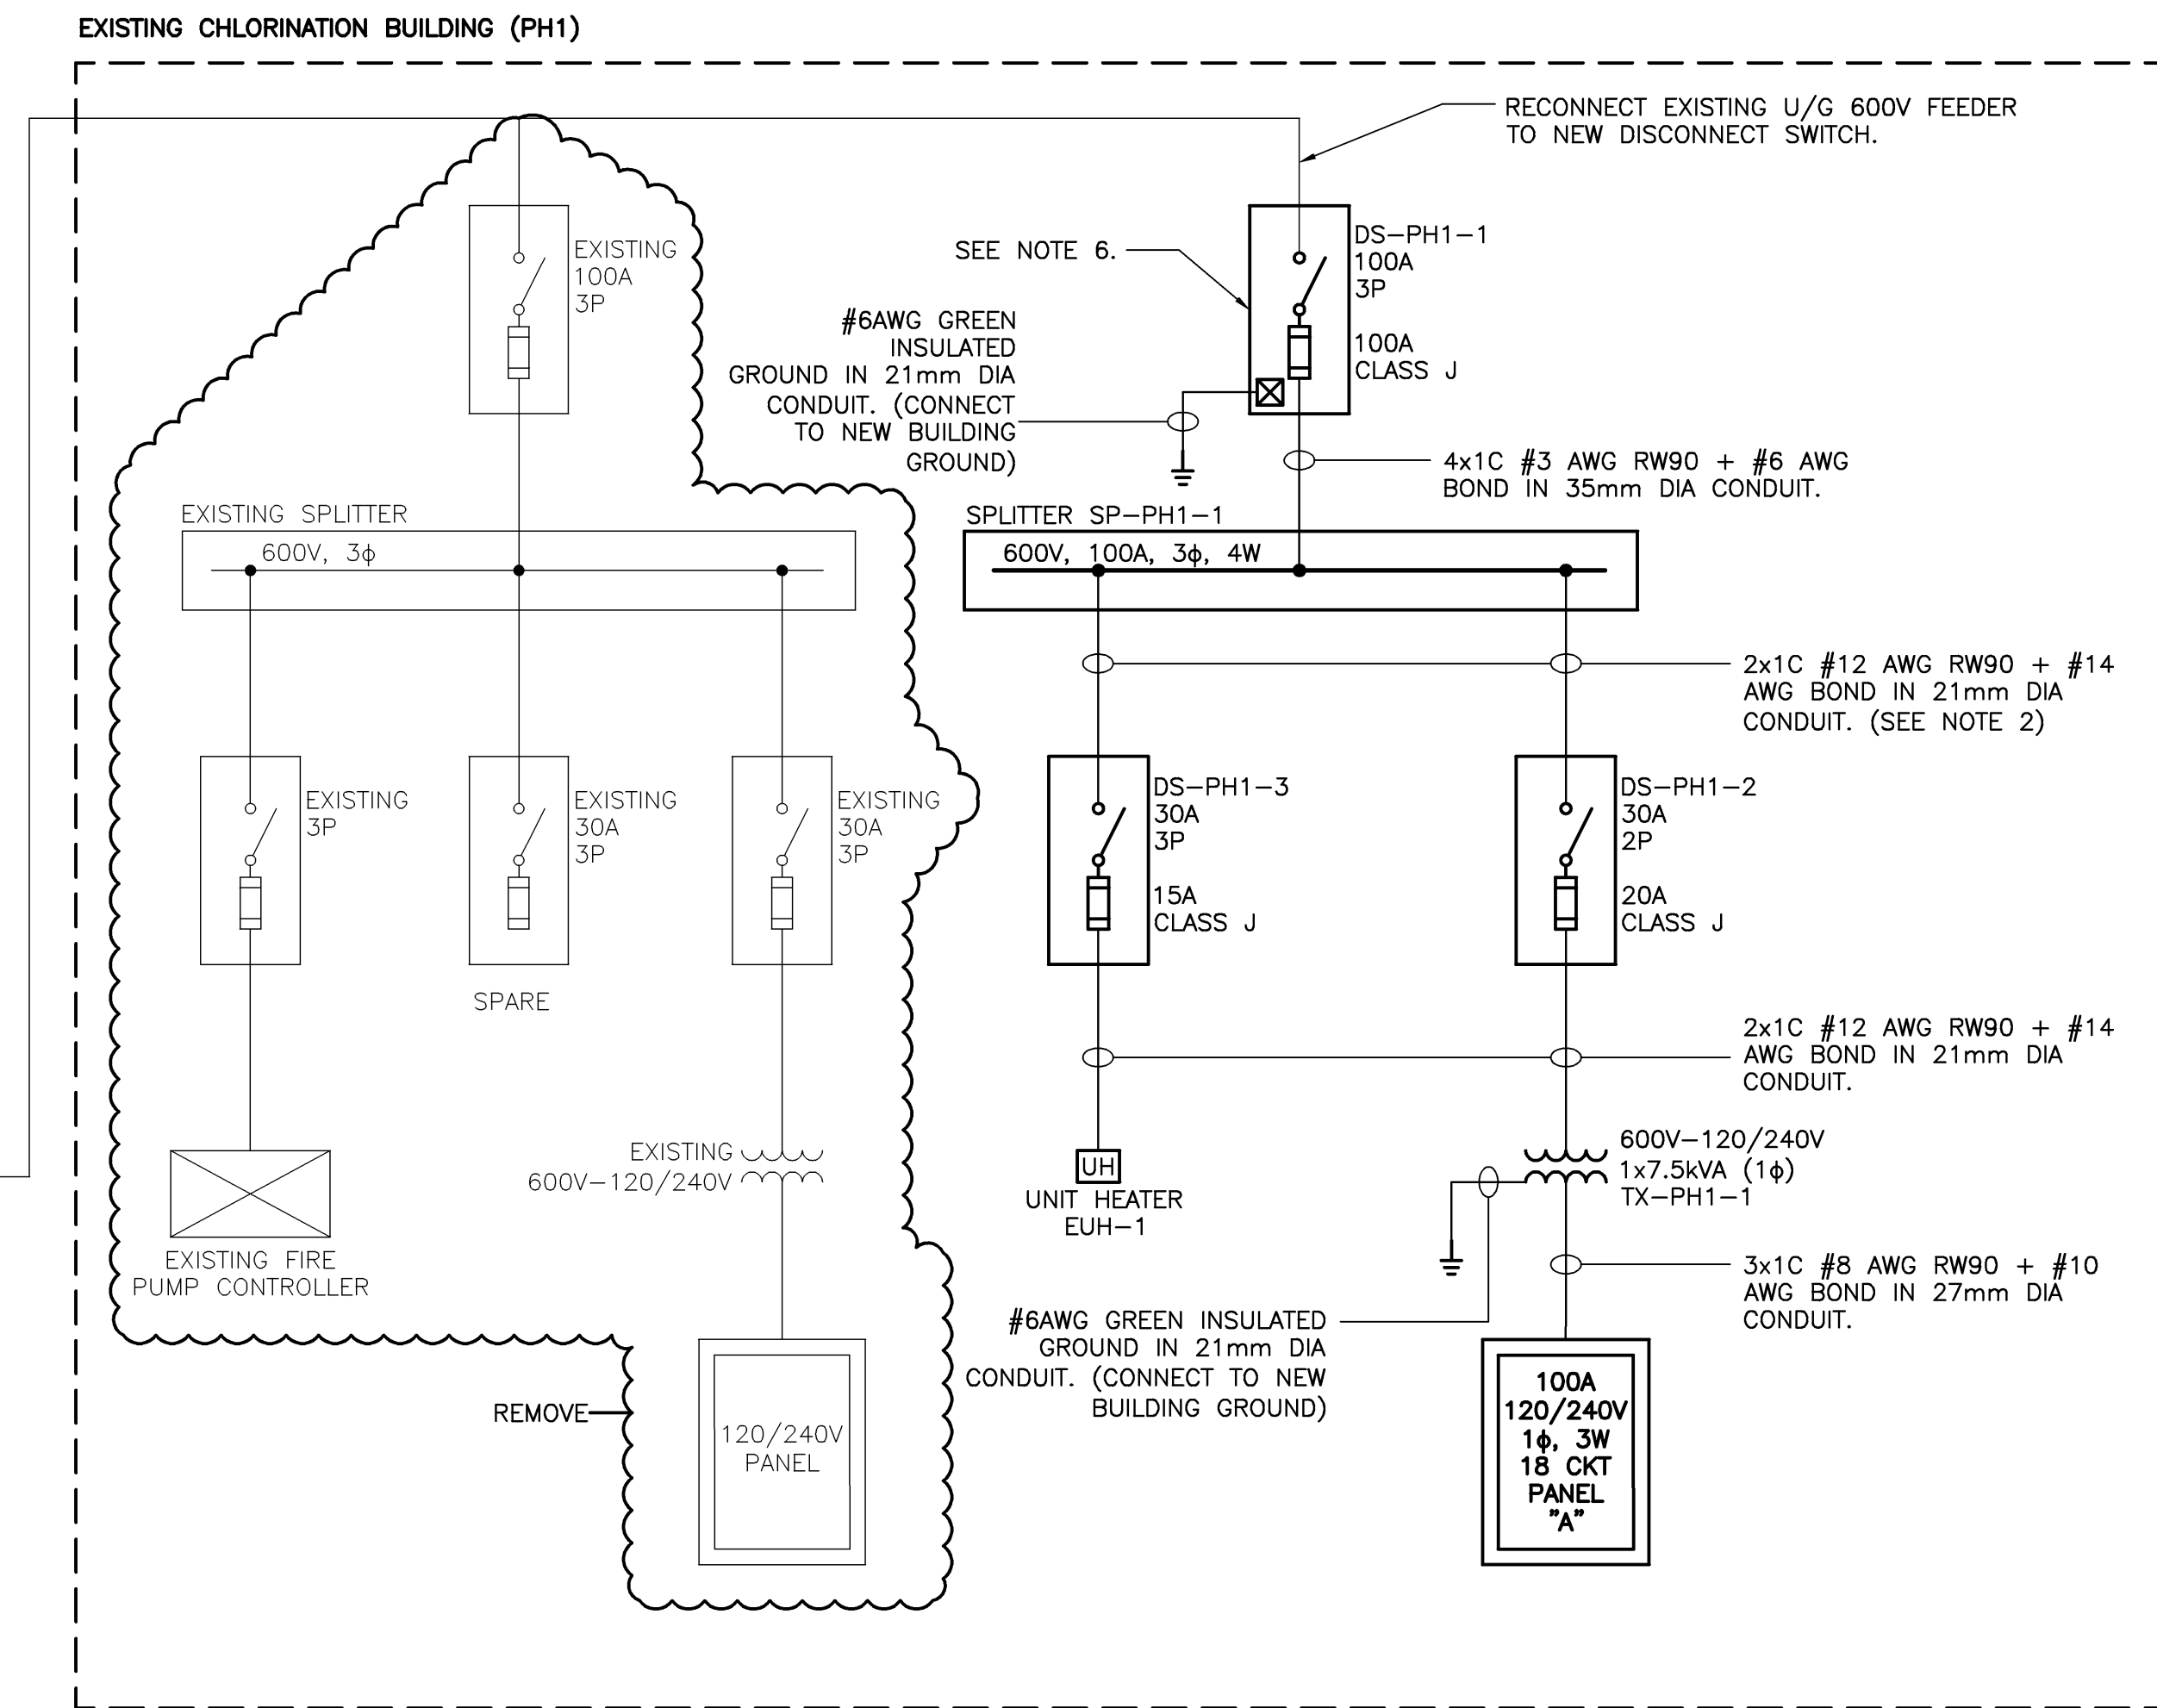 EXISTING CHLORINATION BUILDING (PH1)
RECONNECT EXISTING U/G 600V FEEDER
TO NEW DISCONNECT SWITCH.
EXISTING
100A
3P
SEE NOTE 6.
DS-PH1-1
100A
3P
100A
CLASS J
#6AWG GREEN
INSULATED
GROUND IN 21mm DIA
CONDUIT. (CONNECT
TO NEW BUILDING
GROUND)
4x1C #3 AWG RW90 + #6 AWG
BOND IN 35mm DIA CONDUIT.
EXISTING SPLITTER
600V, 3ϕ
SPLITTER SP-PH1-1
600V, 100A, 3ϕ, 4W
2x1C #12 AWG RW90 + #14
AWG BOND IN 21mm DIA
CONDUIT. (SEE NOTE 2)
EXISTING
3P
EXISTING
30A
3P
SPARE
EXISTING
30A
3P
DS-PH1-3
30A
3P
15A
CLASS J
DS-PH1-2
30A
2P
20A
CLASS J
2x1C #12 AWG RW90 + #14
AWG BOND IN 21mm DIA
CONDUIT.
EXISTING FIRE
PUMP CONTROLLER
EXISTING
600V-120/240V
UH
UNIT HEATER
EUH-1
600V-120/240V
1x7.5kVA (1ϕ)
TX-PH1-1
3x1C #8 AWG RW90 + #10
AWG BOND IN 27mm DIA
CONDUIT.
#6AWG GREEN INSULATED
GROUND IN 21mm DIA
CONDUIT. (CONNECT TO NEW
BUILDING GROUND)
REMOVE
120/240V
PANEL
100A
120/240V
1ϕ, 3W
18 CKT
PANEL
"A"